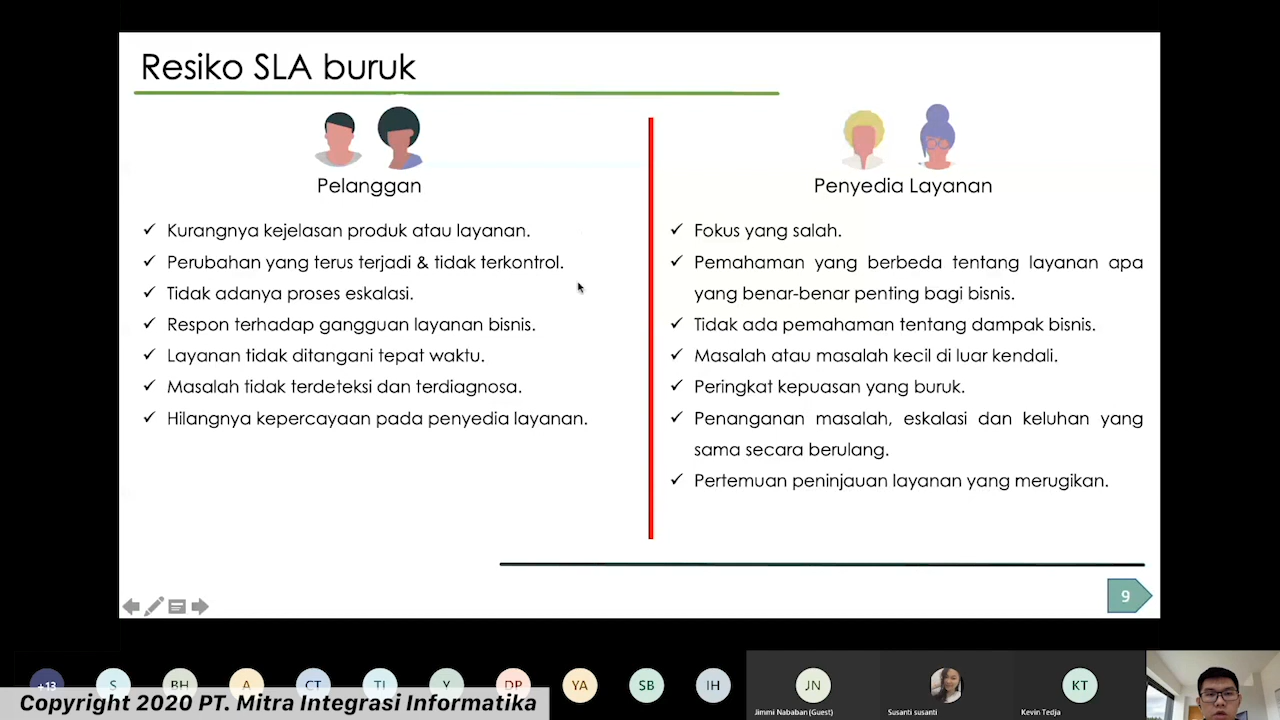 Resiko SLA buruk
Pelanggan
Kurangnya kejelasan produk atau layanan.
Perubahan yang terus terjadi & tidak terkontrol.
Tidak adanya proses eskalasi.
Respon terhadap gangguan layanan bisnis.
Layanan tidak ditangani tepat waktu.
Masalah tidak terdeteksi dan terdiagnosa.
Hilangnya kepercayaan pada penyedia layanan.
Penyedia Layanan
Fokus yang salah.
Pemahaman yang berbeda tentang layanan apa
yang benar-benar penting bagi bisnis.
Tidak ada pemahaman tentang dampak bisnis.
Masalah atau masalah kecil di luar kendali.
Peringkat kepuasan yang buruk.
Penanganan masalah, eskalasi dan keluhan yang
sama secara berulang.
Pertemuan peninjauan layanan yang merugikan.
9
+13 S BH A CT TI Y DP YA SB IH JN KT
Jimmi Nababan (Guest) Susanti susanti Kevin Tedja
Copyright 2020 PT. Mitra Integrasi Informatika